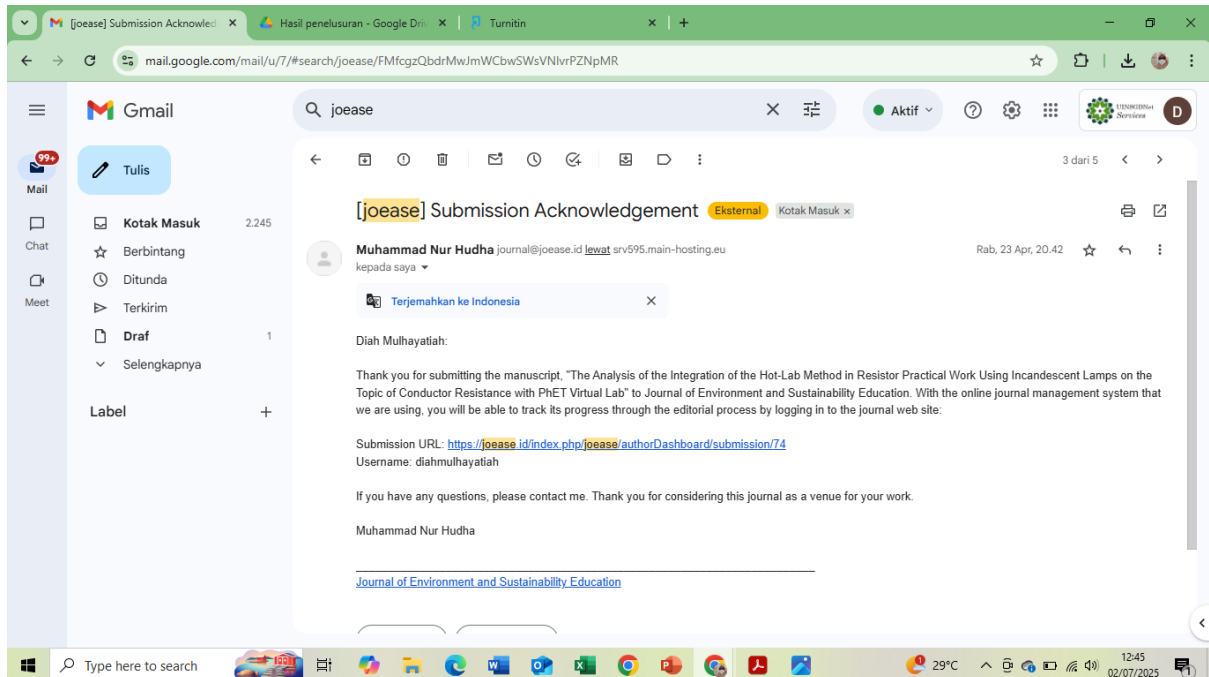 [joease] Submission Acknowled
Hasil penelusuran - Google Driv
Turnitin
mail.google.com/mail/u/7/#search/joease/FMfcgzQbdrMwJmWCbwSWsVNlvrPZNpMR
Gmail
joease
Aktif
UINSGDNet
Services
D
99+
Mail
Tulis
3 dari 5
Chat
Meet
Kotak Masuk 2.245
Berbintang
Ditunda
Terkirim
Draf 1
Selengkapnya
Label
[joease] Submission Acknowledgement Eksternal Kotak Masuk x
Muhammad Nur Hudha journal@joease.id lewat srv595.main-hosting.eu
Rab, 23 Apr, 20.42
kepada saya
Terjemahkan ke Indonesia
Diah Mulhayatiah:
Thank you for submitting the manuscript, "The Analysis of the Integration of the Hot-Lab Method in Resistor Practical Work Using Incandescent Lamps on the
Topic of Conductor Resistance with PhET Virtual Lab" to Journal of Environment and Sustainability Education. With the online journal management system that
we are using, you will be able to track its progress through the editorial process by logging in to the journal web site:
Submission URL: https://joease.id/index.php/joease/authorDashboard/submission/74
Username: diahmulhayatiah
If you have any questions, please contact me. Thank you for considering this journal as a venue for your work.
Muhammad Nur Hudha
Journal of Environment and Sustainability Education
Type here to search
29°C
12:45
02/07/2025